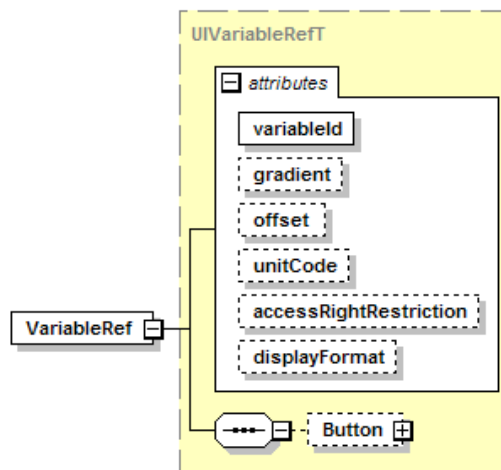 UIVariableRefT
attributes
variableId
gradient
offset
unitCode
VariableRef
accessRightRestriction
displayFormat
Button